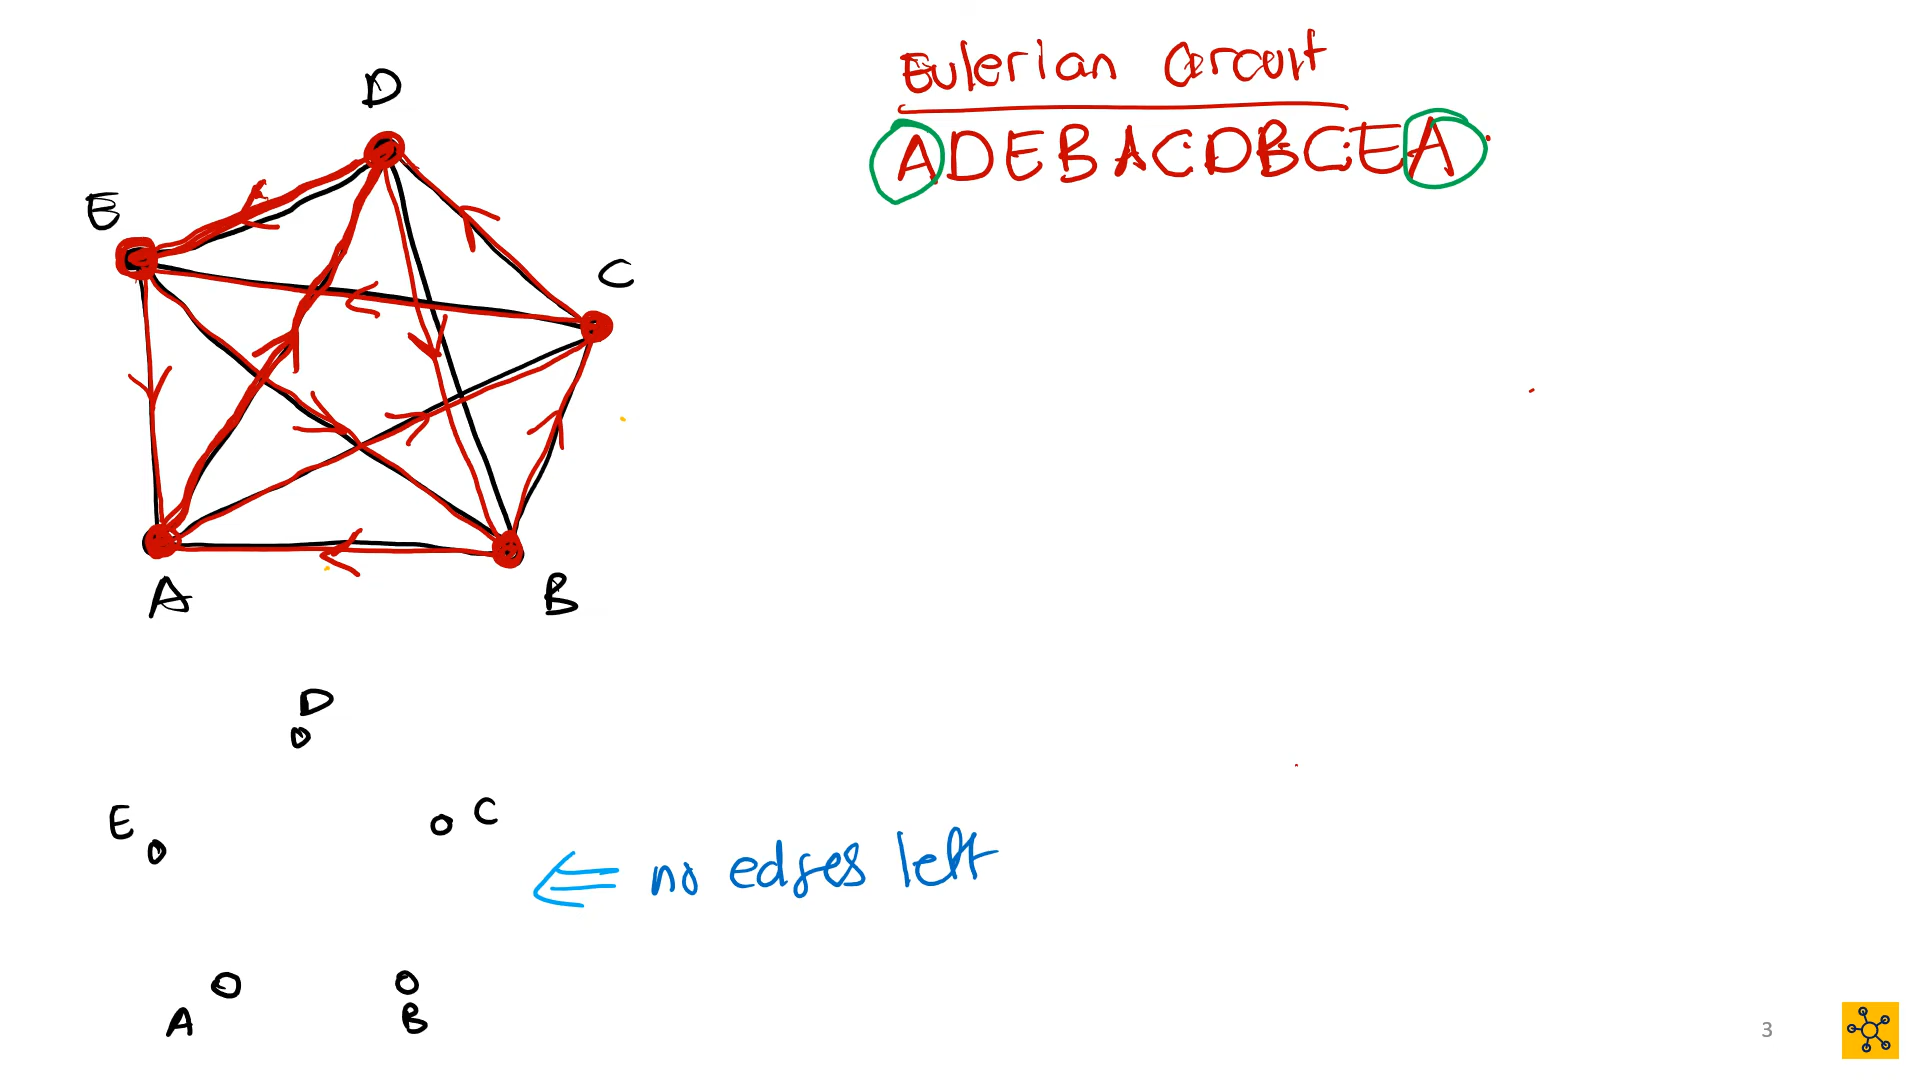 Eulerian Circuit
ADEBACDBCEA
D
E
C
A
B
D
E
C
no edges left
A
B
3